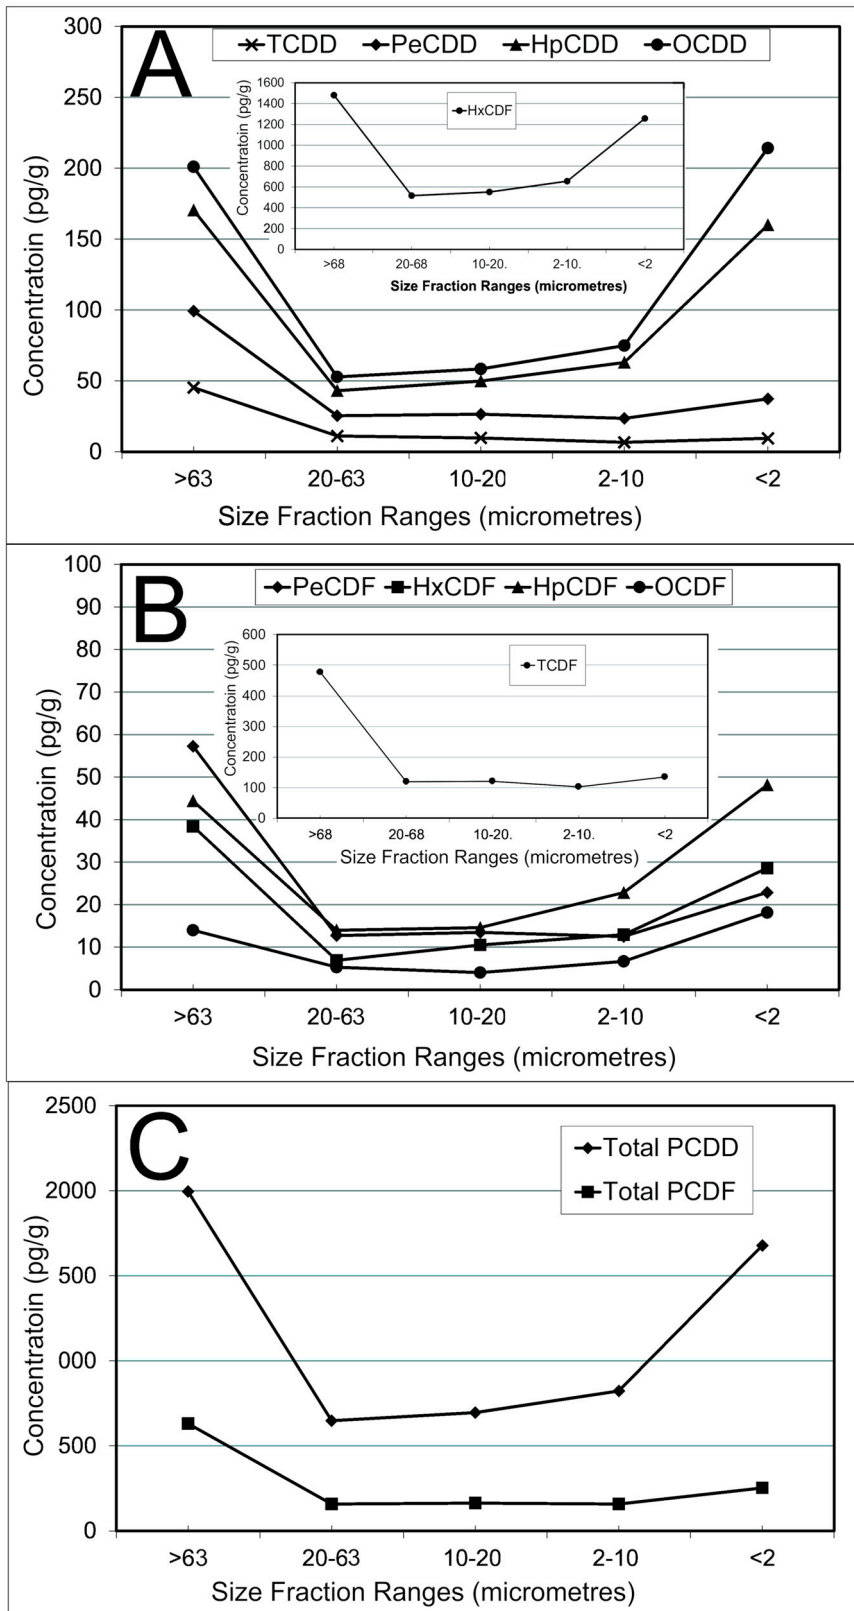 A
TCDD PeCDD HpCDD OCDD
300
250
200
150
100
50
0
Concentratoin (pg/g)
>63 20-63 10-20 2-10 <2
Size Fraction Ranges (micrometres)
1600
1400
1200
1000
800
600
400
200
0
Concentratoin (pg/g)
HxCDF
>68 20-68 10-20. 2-10. <2
Size Fraction Ranges (micrometres)
B
PeCDF HxCDF HpCDF OCDF
100
90
80
70
60
50
40
30
20
10
0
Concentratoin (pg/g)
>63 20-63 10-20 2-10 <2
Size Fraction Ranges (micrometres)
600
500
400
300
200
100
0
Concentratoin (pg/g)
TCDF
>68 20-68 10-20. 2-10. <2
Size Fraction Ranges (micrometres)
C
Total PCDD
Total PCDF
2500
2000
500
000
500
0
Concentratoin (pg/g)
>63 20-63 10-20 2-10 <2
Size Fraction Ranges (micrometres)